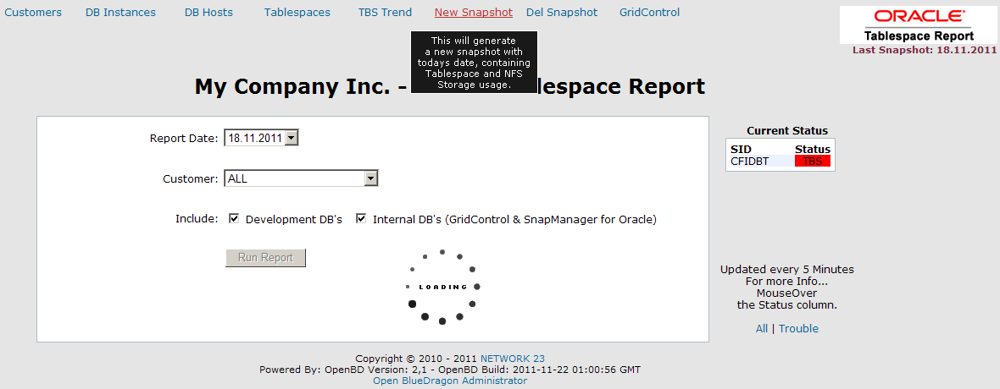 Customers DB Instances DB Hosts Tablespaces TBS Trend New Snapshot Del Snapshot GridControl
ORACLE
Tablespace Report
Last Snapshot: 18.11.2011
This will generate
a new snapshot with
todays date, containing
Tablespace and NFS
Storage usage.
My Company Inc. - lespace Report
Report Date: 18.11.2011
Customer: ALL
Include: Development DB's Internal DB's (GridControl & SnapManager for Oracle)
Run Report
LOADING
Current Status
SID Status
CFIDBT TBS
Updated every 5 Minutes
For more Info...
MouseOver
the Status column.
All | Trouble
Copyright © 2010 - 2011 NETWORK 23
Powered By: OpenBD Version: 2,1 - OpenBD Build: 2011-11-22 01:00:56 GMT
Open BlueDragon Administrator